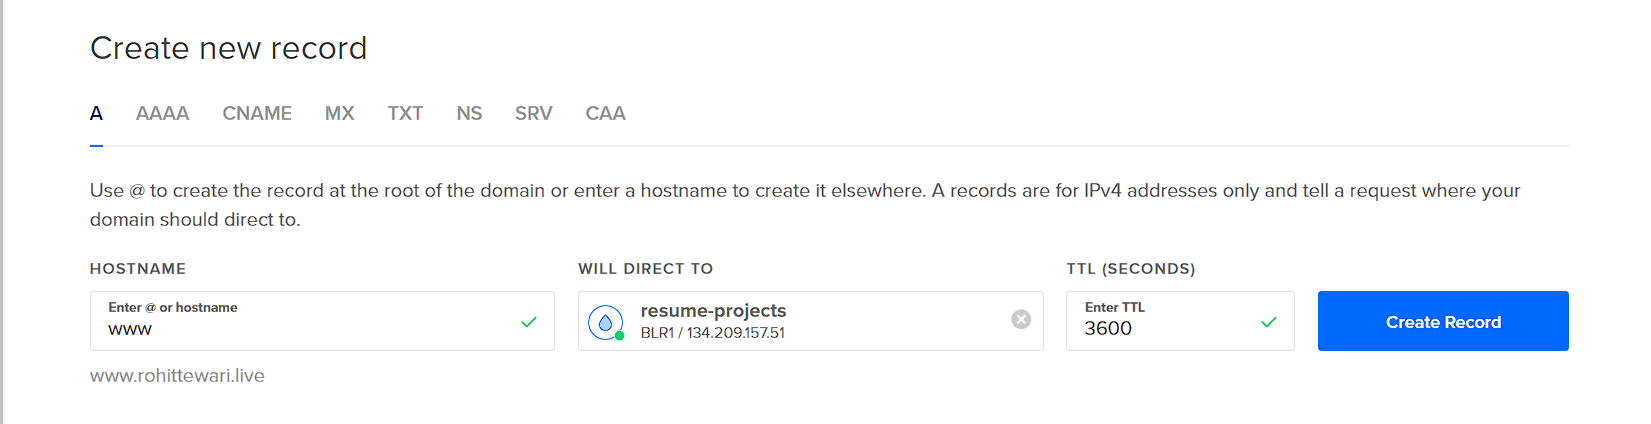 Create new record
A AAAA CNAME MX TXT NS SRV CAA
Use @ to create the record at the root of the domain or enter a hostname to create it elsewhere. A records are for IPv4 addresses only and tell a request where your
domain should direct to.
HOSTNAME
Enter @ or hostname
www
www.rohittewari.live
WILL DIRECT TO
resume-projects
BLR1 / 134.209.157.51
TTL (SECONDS)
Enter TTL
3600
Create Record